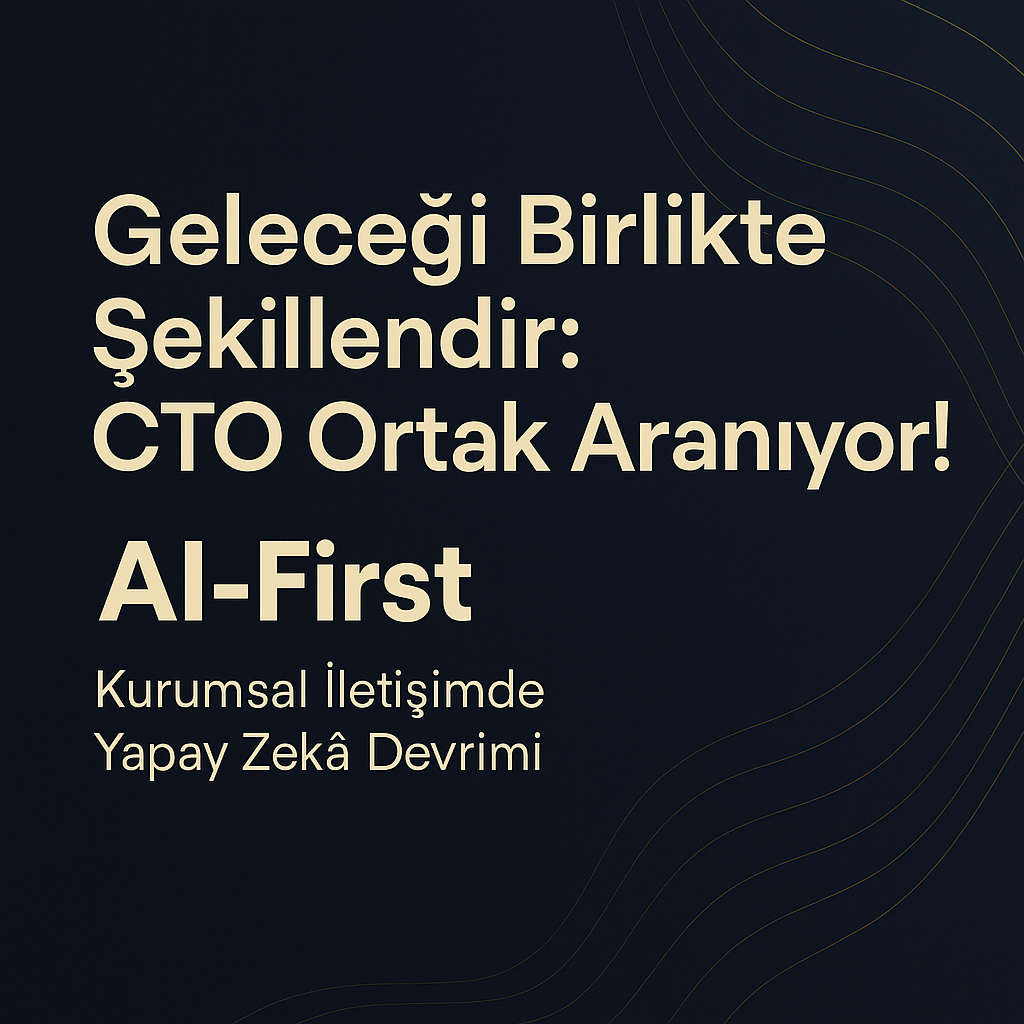 Geleceği Birlikte
Şekillendir:
CTO Ortak Aranıyor!
AI-First
Kurumsal İletişimde
Yapay Zekâ Devrimi